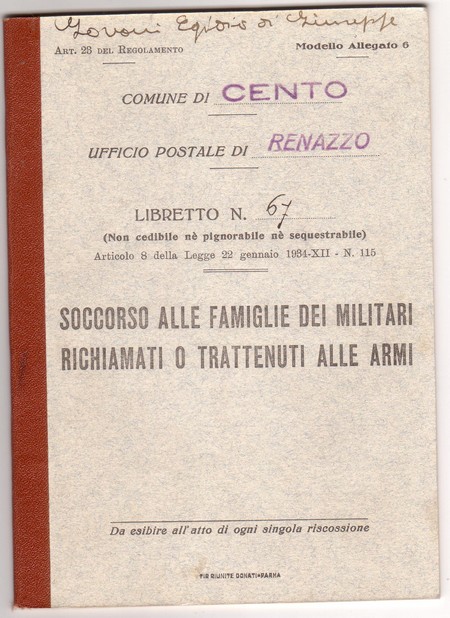 Govoni Egidio di Giuseppe
ART. 23 DEL REGOLAMENTO
Modello Allegato 6
COMUNE DI CENTO
UFFICIO POSTALE DI RENAZZO
LIBRETTO N. 67
(Non cedibile nè pignorabile nè sequestrabile)
Articolo 8 della Legge 22 gennaio 1934-XII - N. 115
SOCCORSO ALLE FAMIGLIE DEI MILITARI
RICHIAMATI O TRATTENUTI ALLE ARMI
Da esibire all'atto di ogni singola riscossione
TIP. RIUNITE DONATI-PARMA